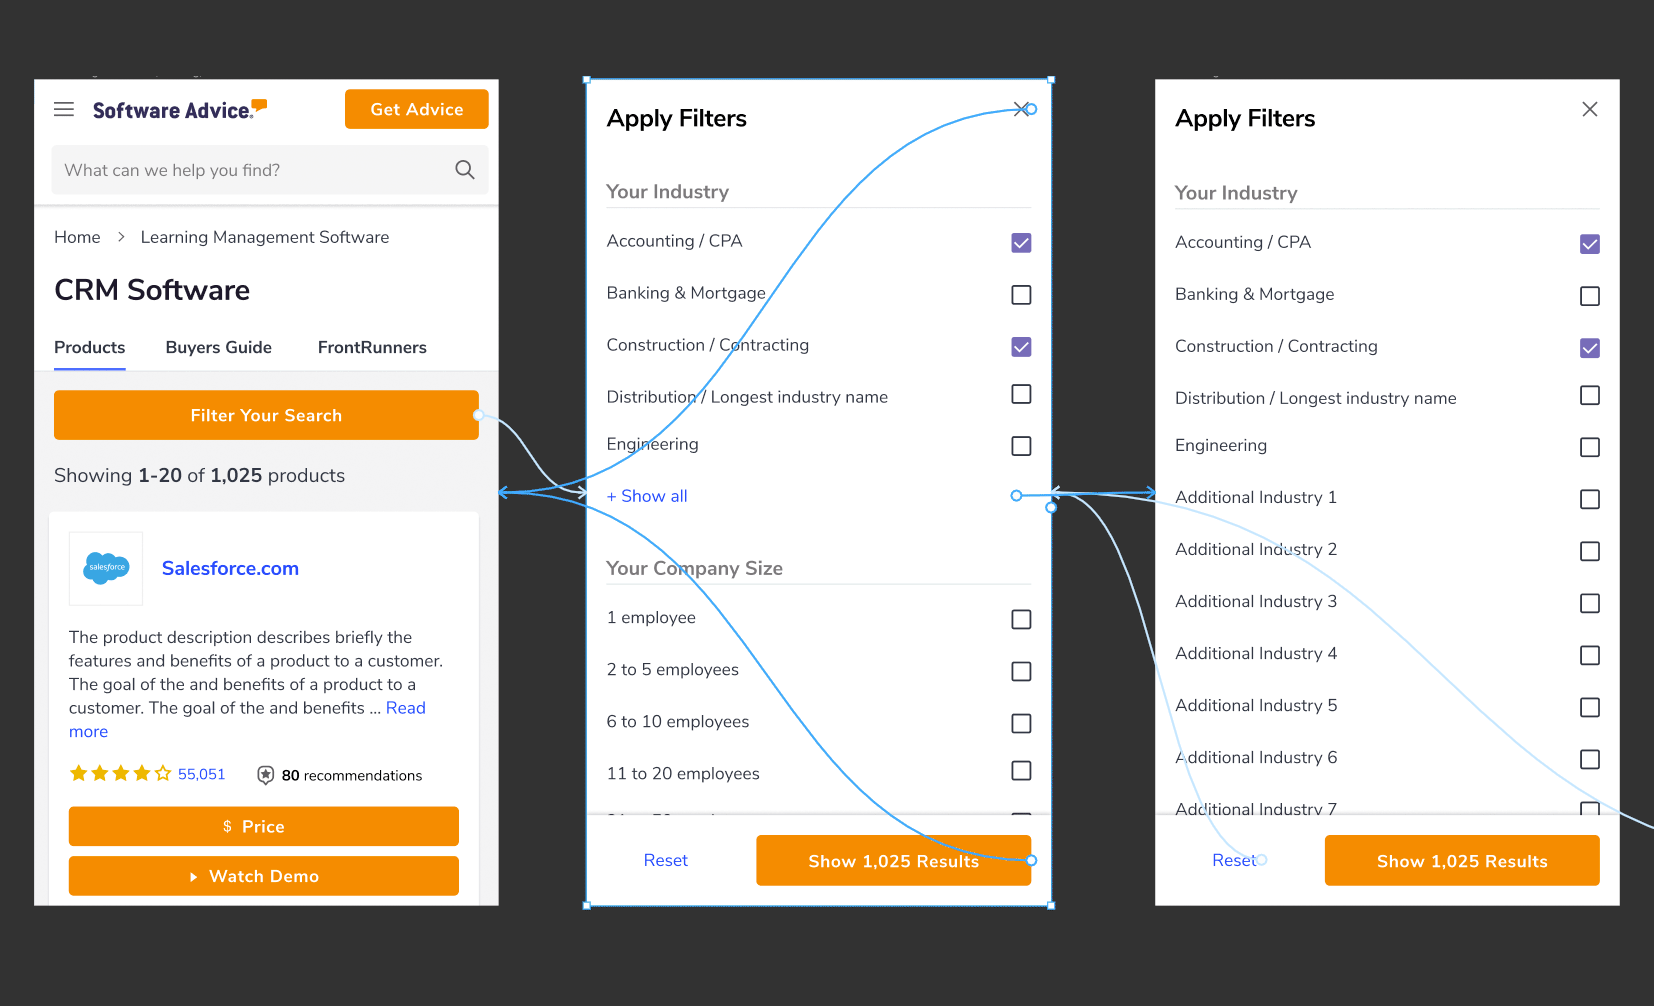 Software Advice
Get Advice
What can we help you find?
Home > Learning Management Software
CRM Software
Products Buyers Guide FrontRunners
Filter Your Search
Showing 1-20 of 1,025 products
salesforce
Salesforce.com
The product description describes briefly the
features and benefits of a product to a customer.
The goal of the and benefits of a product to a
customer. The goal of the and benefits ... Read
more
55,051
80 recommendations
$ Price
Watch Demo
Apply Filters
Your Industry
Accounting / CPA
Banking & Mortgage
Construction / Contracting
Distribution / Longest industry name
Engineering
+ Show all
Your Company Size
1 employee
2 to 5 employees
6 to 10 employees
11 to 20 employees
Reset
Show 1,025 Results
Apply Filters
Your Industry
Accounting / CPA
Banking & Mortgage
Construction / Contracting
Distribution / Longest industry name
Engineering
Additional Industry 1
Additional Industry 2
Additional Industry 3
Additional Industry 4
Additional Industry 5
Additional Industry 6
Additional Industry 7
Reset
Show 1,025 Results